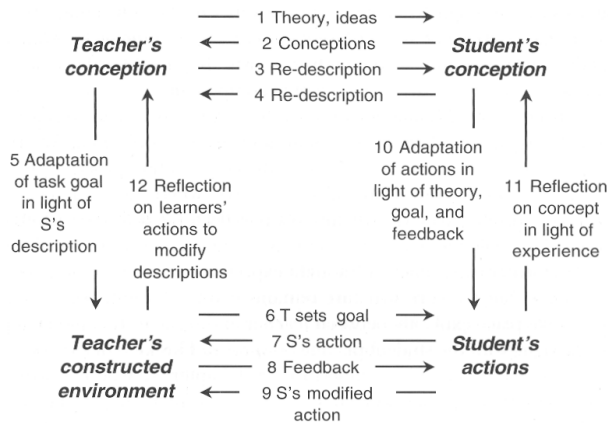 1 Theory, ideas
Teacher's
conception
2 Conceptions
3 Re-description
4 Re-description
Student's
conception
5 Adaptation
of task goal
in light of
S's
description
12 Reflection
on learners'
actions to
modify
descriptions
10 Adaptation
of actions in
light of theory,
goal, and
feedback
11 Reflection
on concept
in light of
experience
Teacher's
constructed
environment
6 T sets goal
7 S's action
8 Feedback
9 S's modified
action
Student's
actions